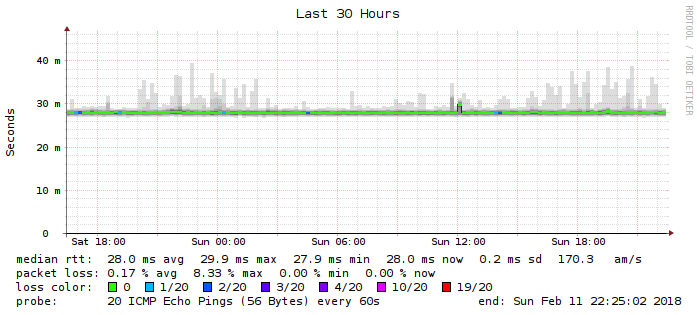 Last 30 Hours
RRDTOOL / TOBI OETIKER
Seconds
40 m
30 m
20 m
10 m
0
Sat 18:00 Sun 00:00 Sun 06:00 Sun 12:00 Sun 18:00
median rtt: 28.0 ms avg 29.9 ms max 27.9 ms min 28.0 ms now 0.2 ms sd 170.3 am/s
packet loss: 0.17 % avg 8.33 % max 0.00 % min 0.00 % now
loss color: 0 1/20 2/20 3/20 4/20 10/20 19/20
probe: 20 ICMP Echo Pings (56 Bytes) every 60s end: Sun Feb 11 22:25:02 2018